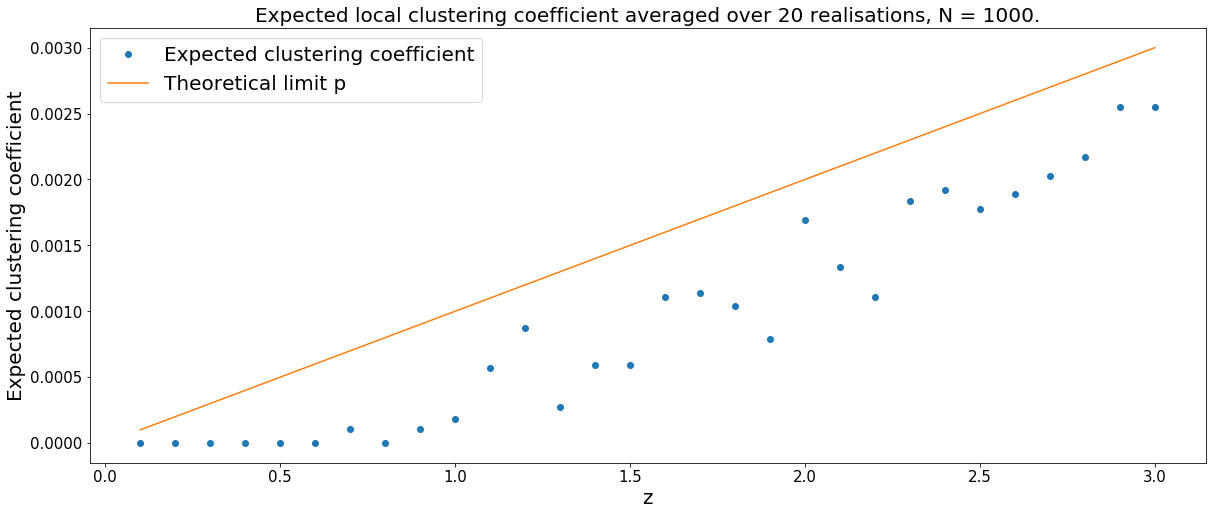 Expected local clustering coefficient averaged over 20 realisations, N = 1000.
Expected clustering coefficient
Theoretical limit p
Expected clustering coefficient
0.0030
0.0025
0.0020
0.0015
0.0010
0.0005
0.0000
0.0 0.5 1.0 1.5 2.0 2.5 3.0
z